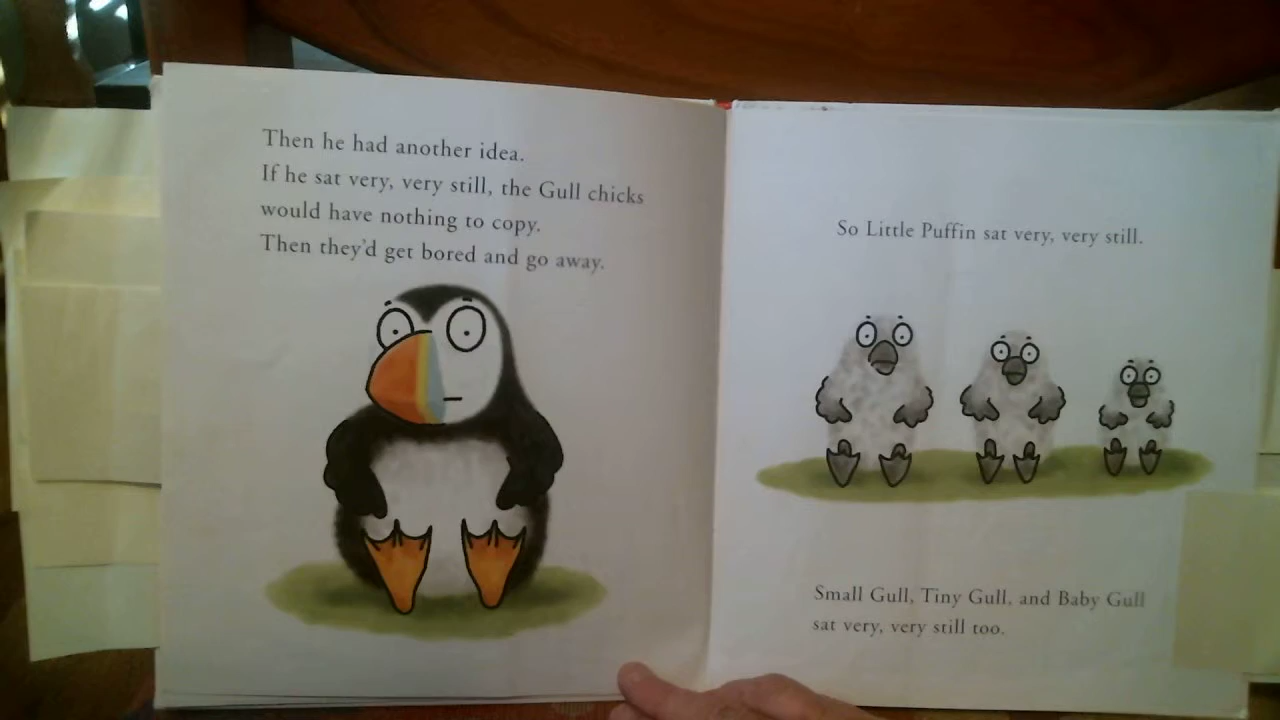 Then he had another idea.
If he sat very, very still, the Gull chicks
would have nothing to copy.
Then they'd get bored and go away.
So Little Puffin sat very, very still.
Small Gull, Tiny Gull, and Baby Gull
sat very, very still too.